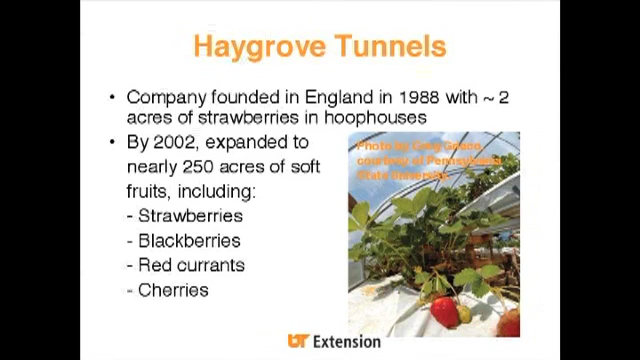 Haygrove Tunnels
• Company founded in England in 1988 with ~ 2
acres of strawberries in hoophouses
• By 2002, expanded to
nearly 250 acres of soft
fruits, including:
- Strawberries
- Blackberries
- Red currants
- Cherries
Photo by
courtesy of Pennsylvania
State University
UT Extension